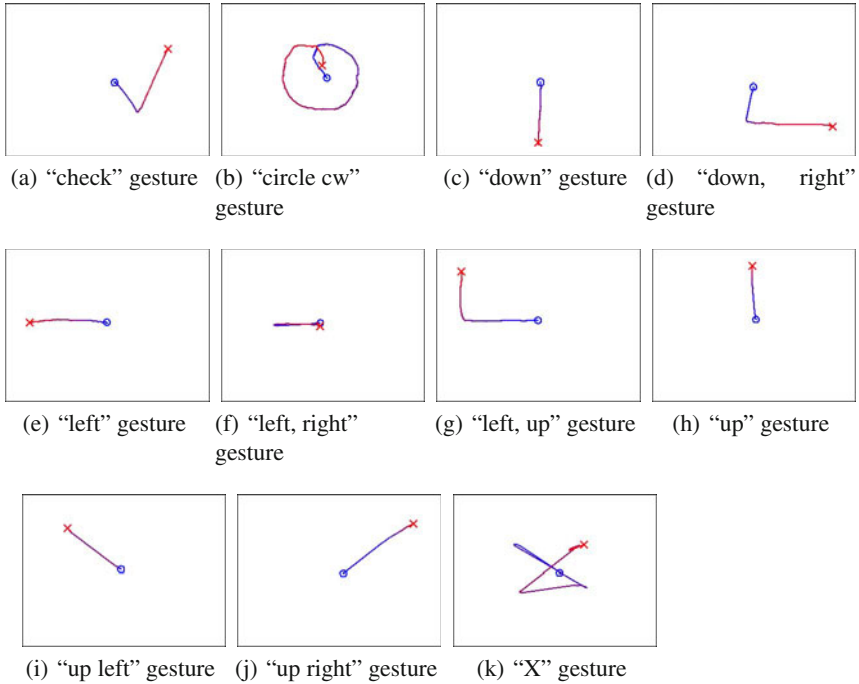 (a) “check” gesture (b) “circle cw” gesture (c) “down” gesture (d) “down, right” gesture
(e) “left” gesture (f) “left, right” gesture (g) “left, up” gesture (h) “up” gesture
(i) “up left” gesture (j) “up right” gesture (k) “X” gesture